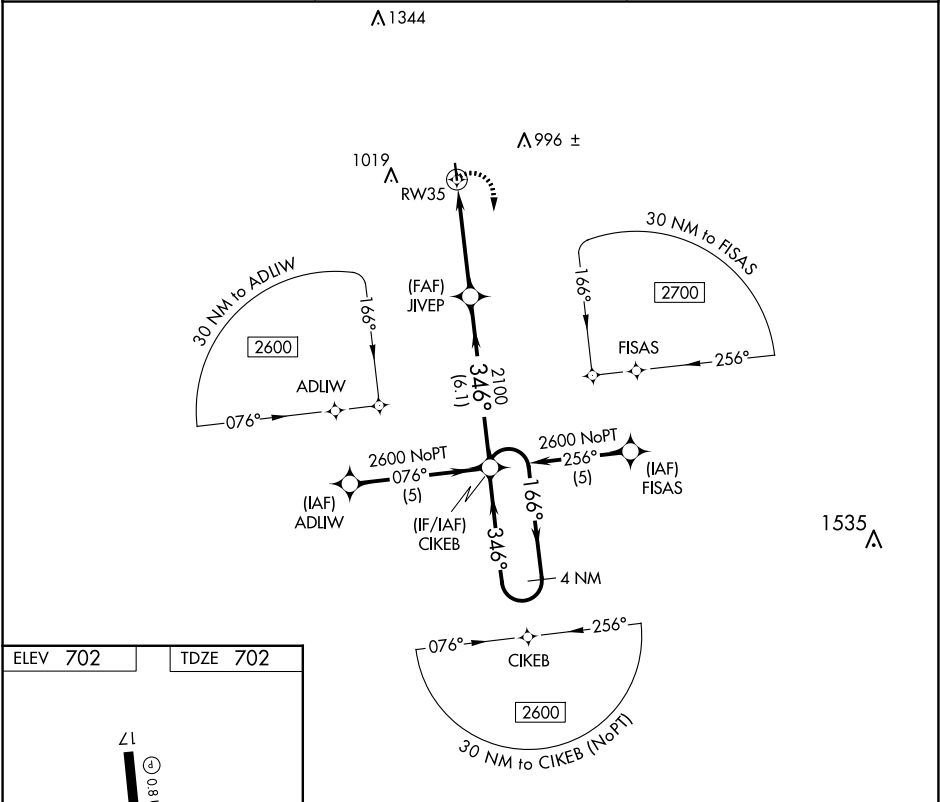 1344
996 ±
1019
RW35
30 NM to FISAS
166°
2700
FISAS
256°
30 NM to ADLIW
166°
2600
ADLIW
076°
(FAF)
JIVEP
2100
346°
(6.1)
2600 NoPT
076°
(5)
(IAF)
ADLIW
2600 NoPT
256°
(5)
(IAF)
FISAS
(IF/IAF)
CIKEB
166°
346°
4 NM
1535
076°
256°
CIKEB
2600
30 NM to CIKEB (NoPT)
ELEV 702
TDZE 702
17
P 0.8